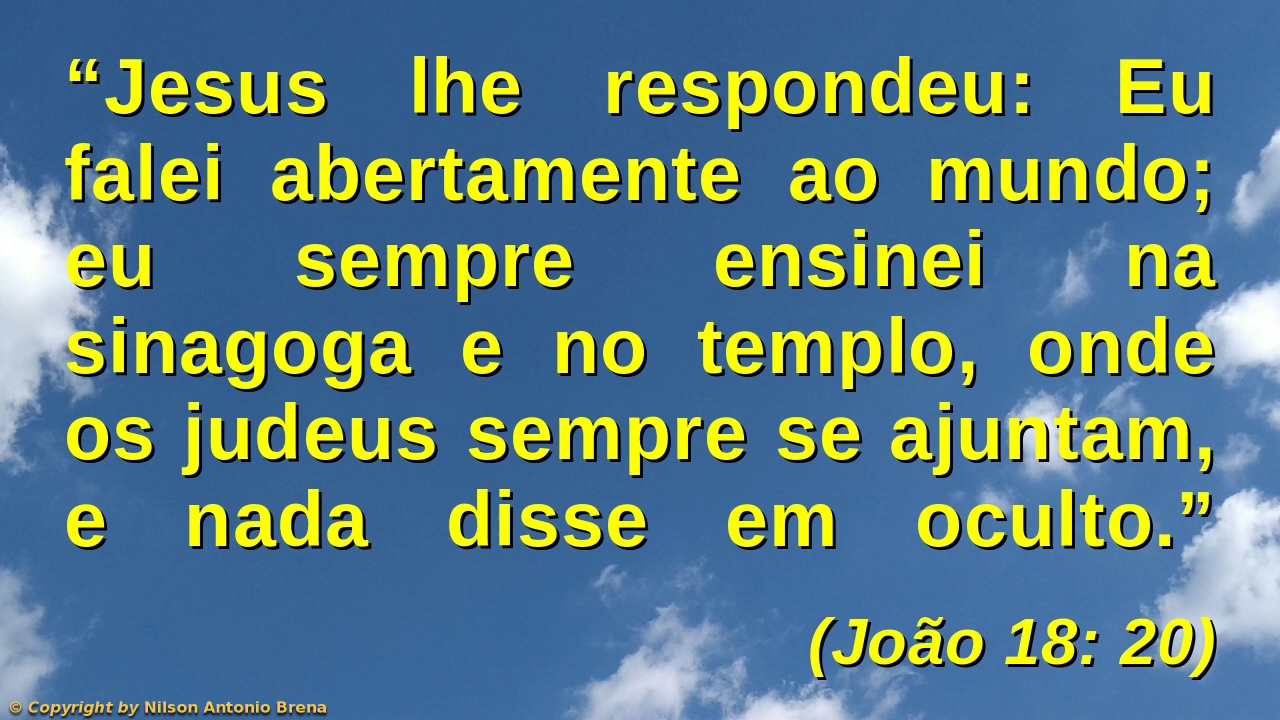 “Jesus lhe respondeu: Eu
falei abertamente ao mundo;
eu sempre ensinei na
sinagoga e no templo, onde
os judeus sempre se ajuntam,
e nada disse em oculto.”
(João 18: 20)
© Copyright by Nilson Antonio Brena